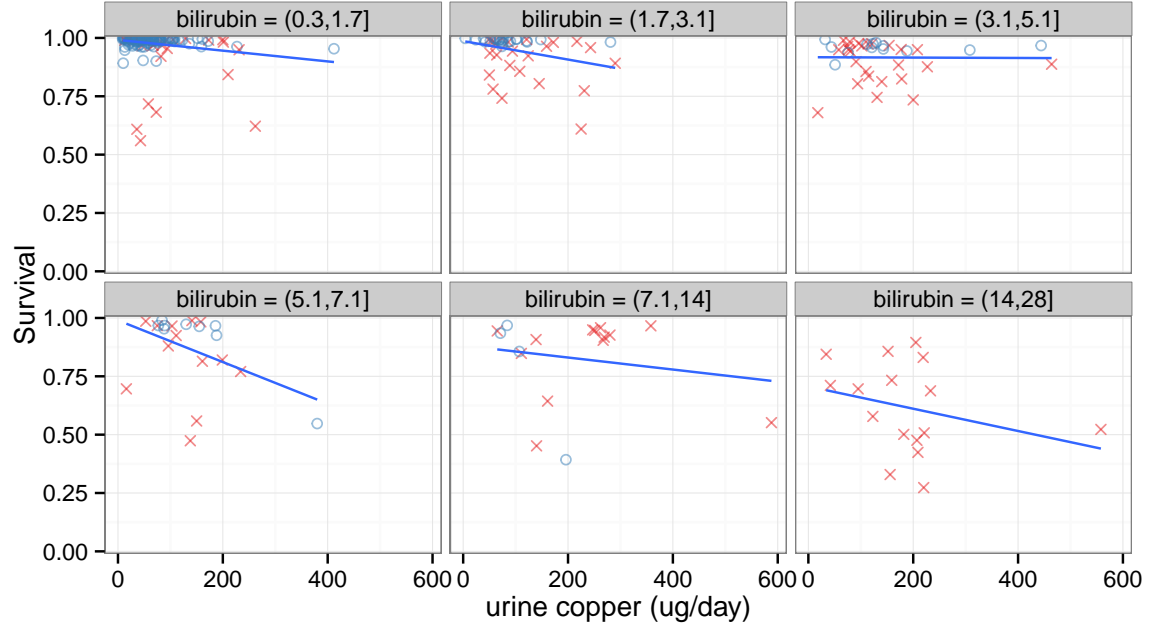 bilirubin = (0.3,1.7] bilirubin = (1.7,3.1] bilirubin = (3.1,5.1]
1.00
0.75
0.50
0.25
0.00
Survival
bilirubin = (5.1,7.1] bilirubin = (7.1,14] bilirubin = (14,28]
1.00
0.75
0.50
0.25
0.00
0 200 400 600 0 200 400 600 0 200 400 600
urine copper (ug/day)